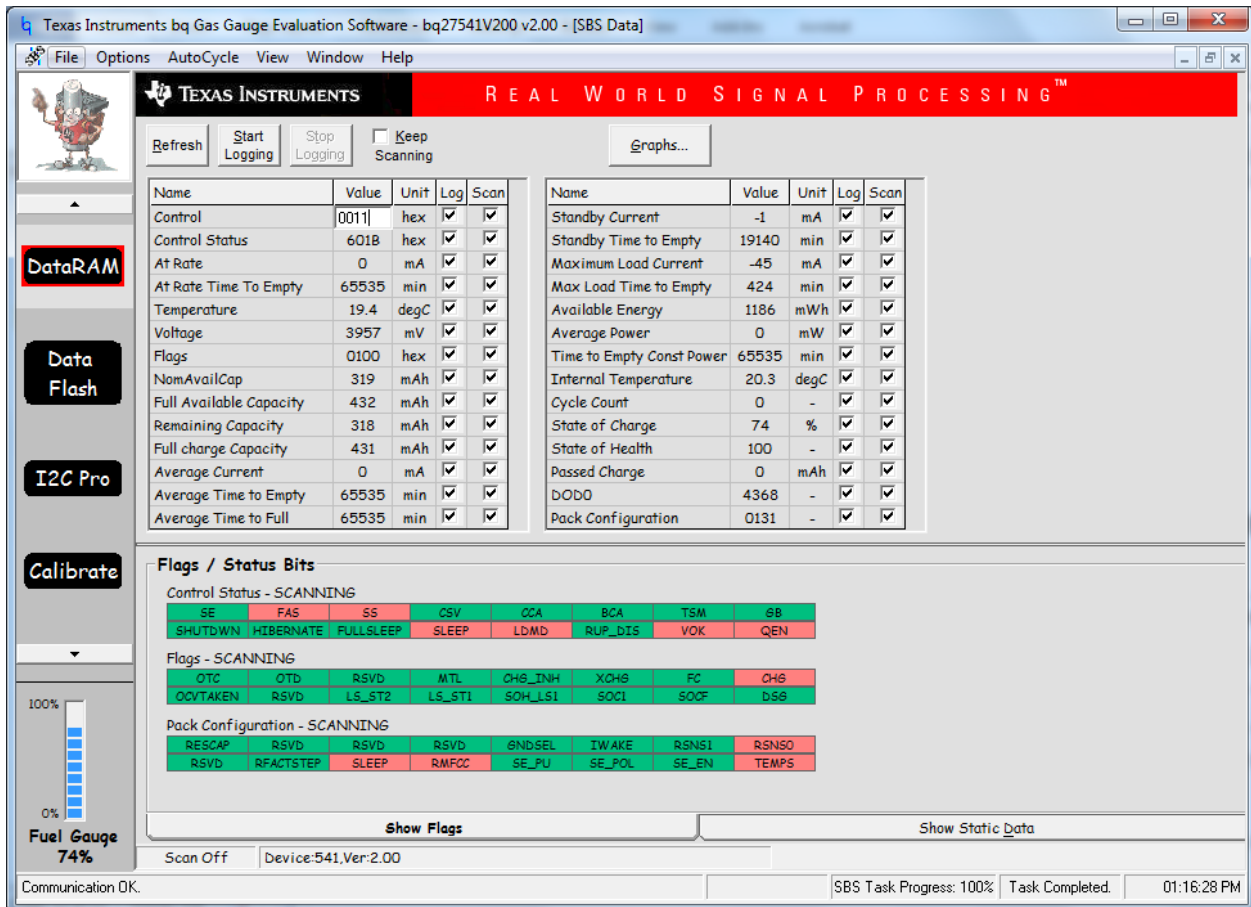 Texas Instruments bq Gas Gauge Evaluation Software - bq27541V200 v2.00 - [SBS Data]
File Options AutoCycle View Window Help
TEXAS INSTRUMENTS REAL WORLD SIGNAL PROCESSING™
Refresh Start Logging Stop Logging Keep Scanning Graphs...
Name Value Unit Log Scan Name Value Unit Log Scan
Control 0011 hex Standby Current -1 mA
Control Status 601B hex Standby Time to Empty 19140 min
At Rate 0 mA Maximum Load Current -45 mA
At Rate Time To Empty 65535 min Max Load Time to Empty 424 min
Temperature 19.4 degC Available Energy 1186 mWh
Voltage 3957 mV Average Power 0 mW
Flags 0100 hex Time to Empty Const Power 65535 min
NomAvailCap 319 mAh Internal Temperature 20.3 degC
Full Available Capacity 432 mAh Cycle Count 0 -
Remaining Capacity 318 mAh State of Charge 74 %
Full charge Capacity 431 mAh State of Health 100 -
Average Current 0 mA Passed Charge 0 mAh
Average Time to Empty 65535 min DOD0 4368 -
Average Time to Full 65535 min Pack Configuration 0131 -
DataRAM
Data
Flash
I2C Pro
Calibrate
Flags / Status Bits
Control Status - SCANNING
SE FAS SS CSV CCA BCA TSM GB
SHUTDWN HIBERNATE FULLSLEEP SLEEP LDMD RUP_DIS VOK QEN
Flags - SCANNING
OTC OTD RSVD MTL CHG_INH XCHG FC CHG
OCVTAKEN RSVD LS_ST2 LS_ST1 SOH_LS1 SOC1 SOCF DSG
Pack Configuration - SCANNING
RESCAP RSVD RSVD RSVD GNDSEL IWAKE RSNS1 RSNS0
RSVD RFACTSTEP SLEEP RMFCC SE_PU SE_POL SE_EN TEMPS
100%
0%
Fuel Gauge
74%
Show Flags Show Static Data
Scan Off Device:541,Ver:2.00
Communication OK. SBS Task Progress: 100% Task Completed. 01:16:28 PM